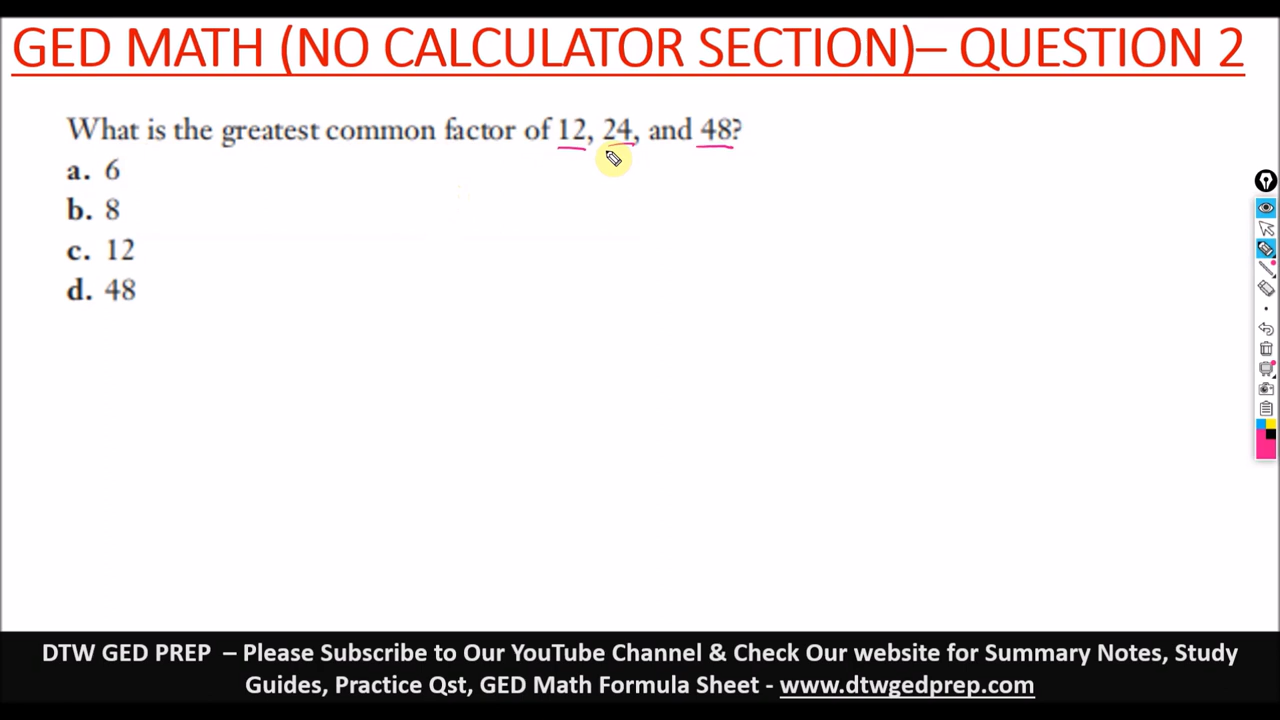 GED MATH (NO CALCULATOR SECTION)– QUESTION 2
What is the greatest common factor of 12, 24, and 48?
a. 6
b. 8
c. 12
d. 48
DTW GED PREP – Please Subscribe to Our YouTube Channel & Check Our website for Summary Notes, Study
Guides, Practice Qst, GED Math Formula Sheet - www.dtwgedprep.com